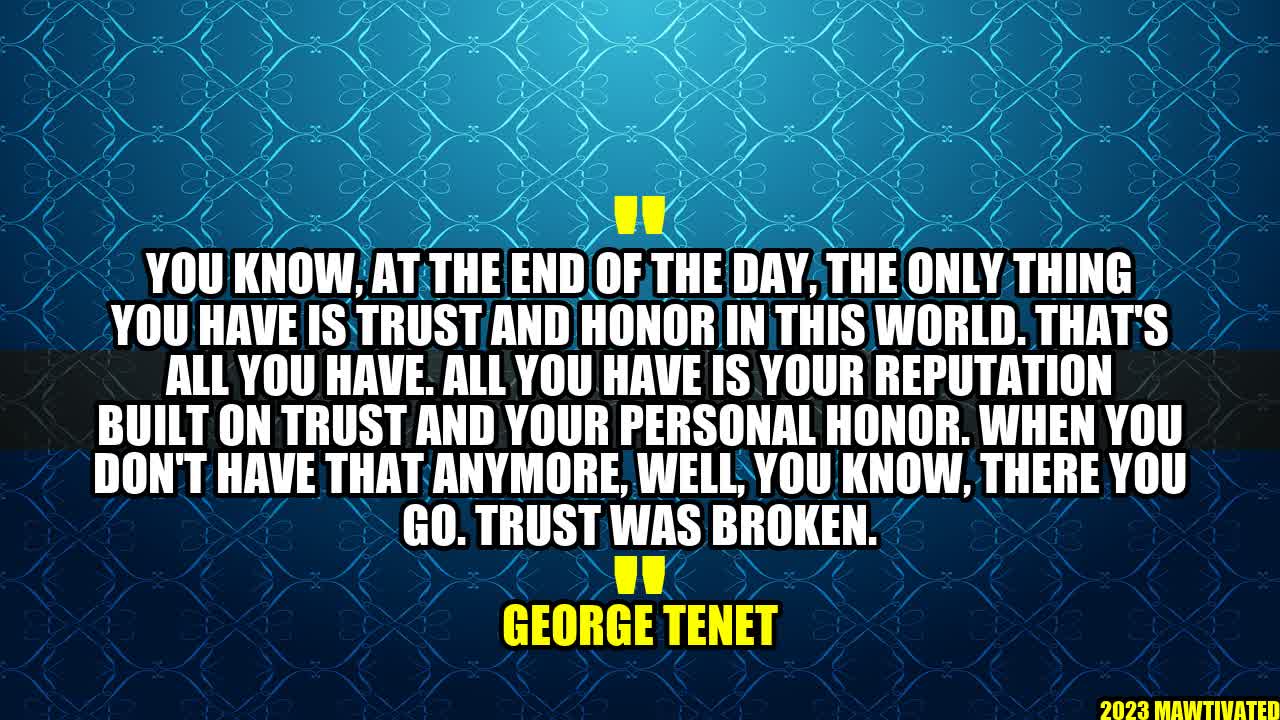 "
YOU KNOW, AT THE END OF THE DAY, THE ONLY THING
YOU HAVE IS TRUST AND HONOR IN THIS WORLD. THAT'S
ALL YOU HAVE. ALL YOU HAVE IS YOUR REPUTATION
BUILT ON TRUST AND YOUR PERSONAL HONOR. WHEN YOU
DON'T HAVE THAT ANYMORE, WELL, YOU KNOW, THERE YOU
GO. TRUST WAS BROKEN.
"
GEORGE TENET
2023 MAWTIVATED